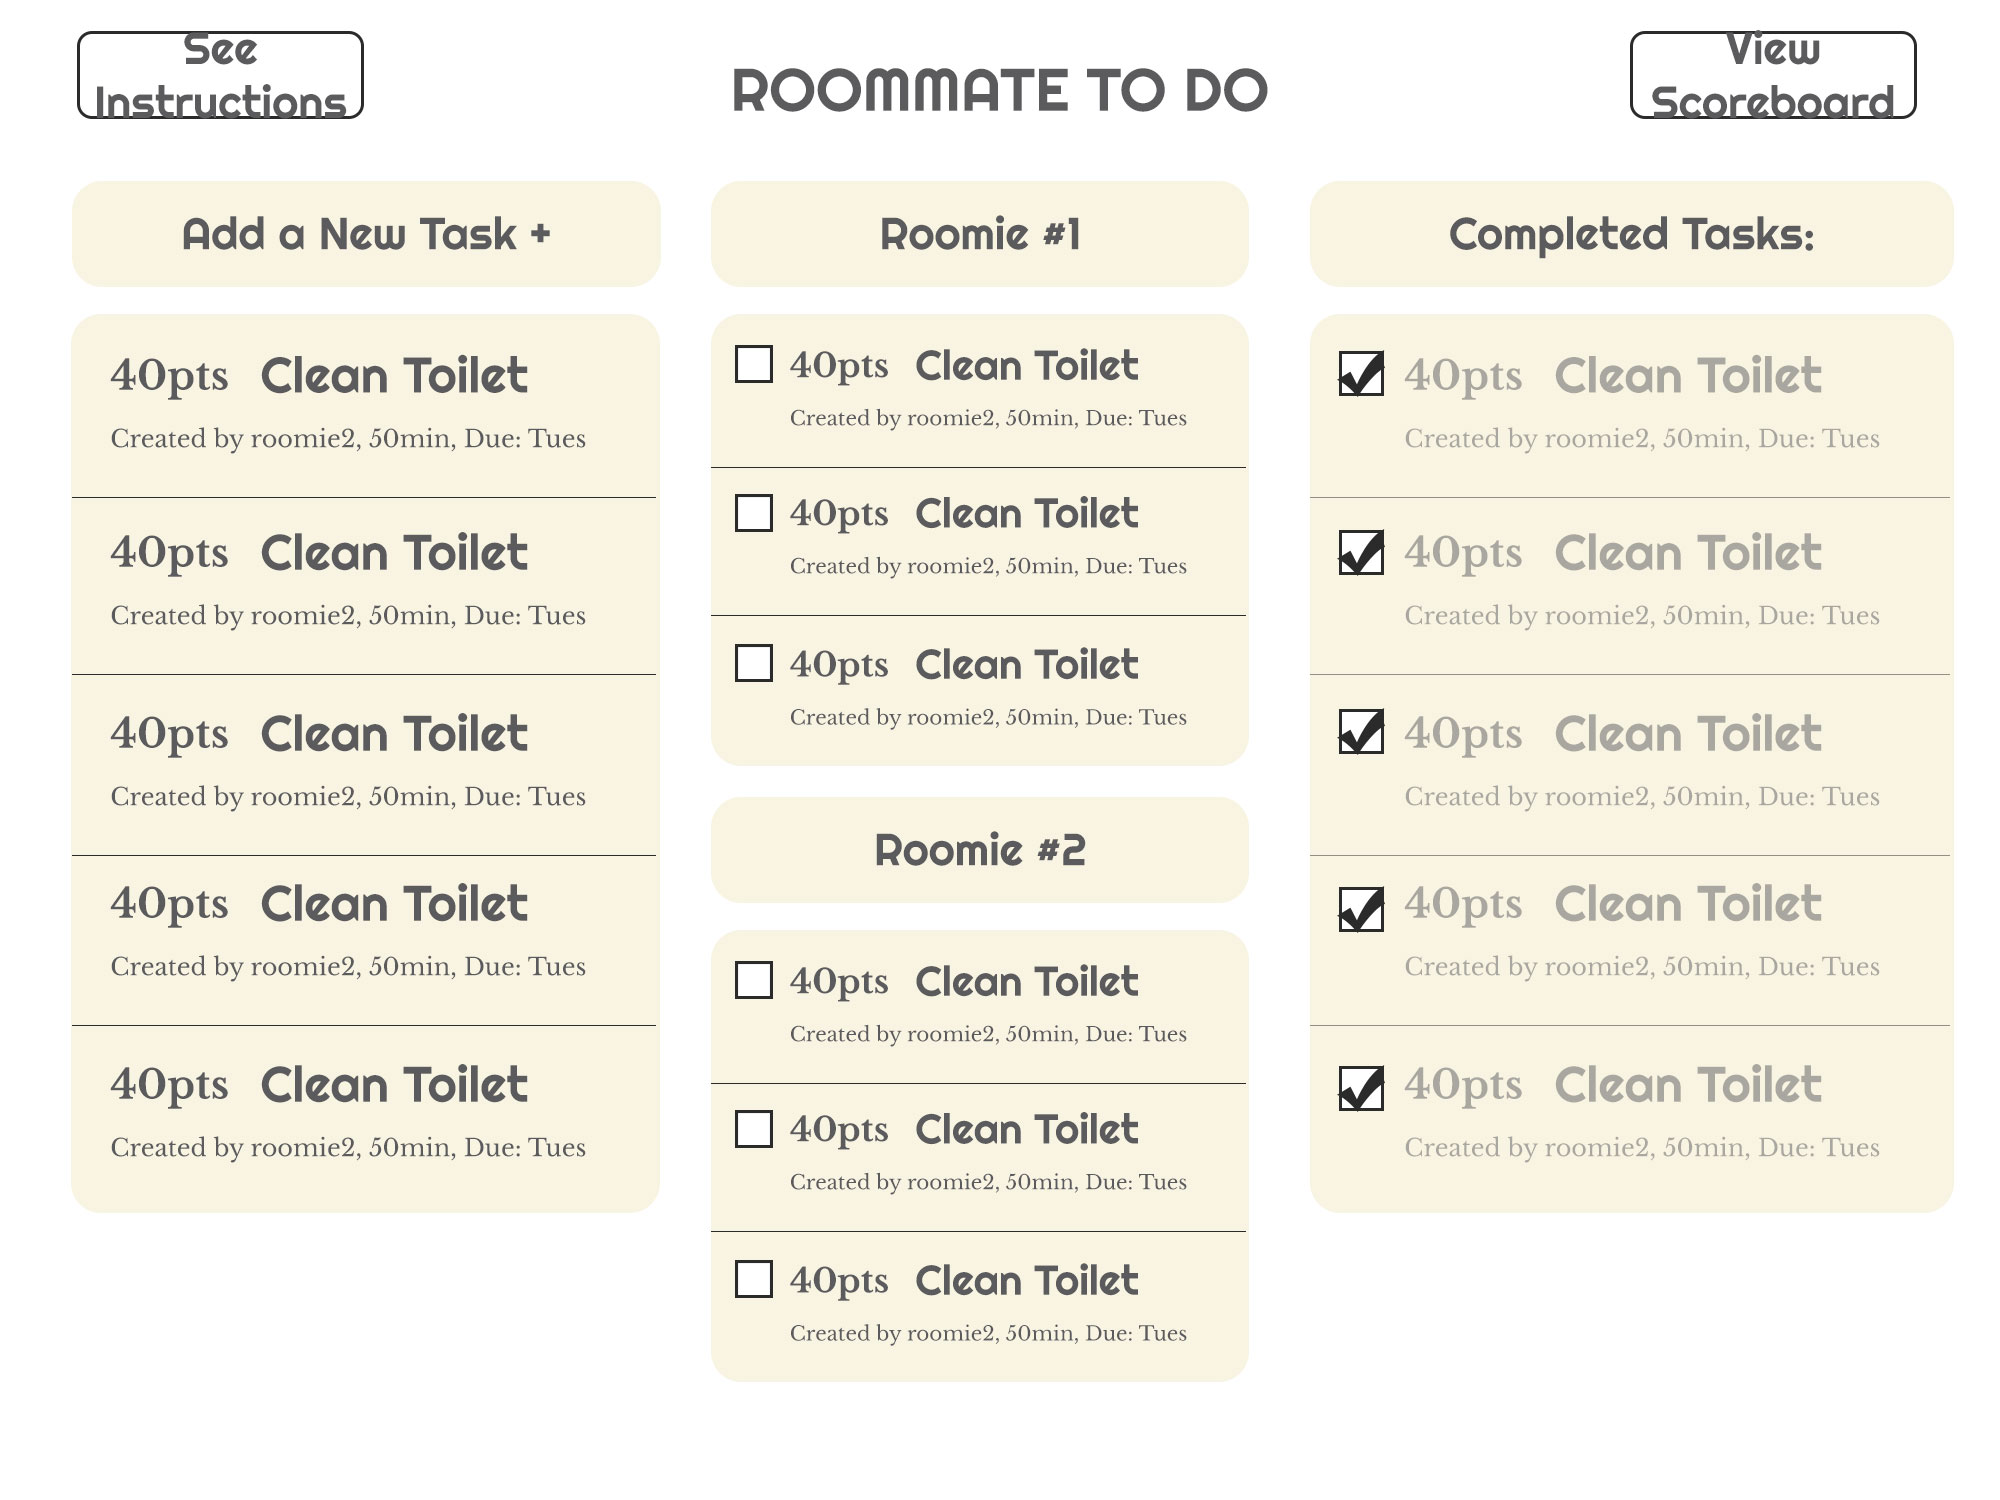 See
Instructions
ROOMMATE TO DO
View
Scoreboard
Add a New Task +
40pts Clean Toilet
Created by roomie2, 50min, Due: Tues
40pts Clean Toilet
Created by roomie2, 50min, Due: Tues
40pts Clean Toilet
Created by roomie2, 50min, Due: Tues
40pts Clean Toilet
Created by roomie2, 50min, Due: Tues
40pts Clean Toilet
Created by roomie2, 50min, Due: Tues
Roomie #1
40pts Clean Toilet
Created by roomie2, 50min, Due: Tues
40pts Clean Toilet
Created by roomie2, 50min, Due: Tues
40pts Clean Toilet
Created by roomie2, 50min, Due: Tues
Roomie #2
40pts Clean Toilet
Created by roomie2, 50min, Due: Tues
40pts Clean Toilet
Created by roomie2, 50min, Due: Tues
40pts Clean Toilet
Created by roomie2, 50min, Due: Tues
Completed Tasks:
40pts Clean Toilet
Created by roomie2, 50min, Due: Tues
40pts Clean Toilet
Created by roomie2, 50min, Due: Tues
40pts Clean Toilet
Created by roomie2, 50min, Due: Tues
40pts Clean Toilet
Created by roomie2, 50min, Due: Tues
40pts Clean Toilet
Created by roomie2, 50min, Due: Tues